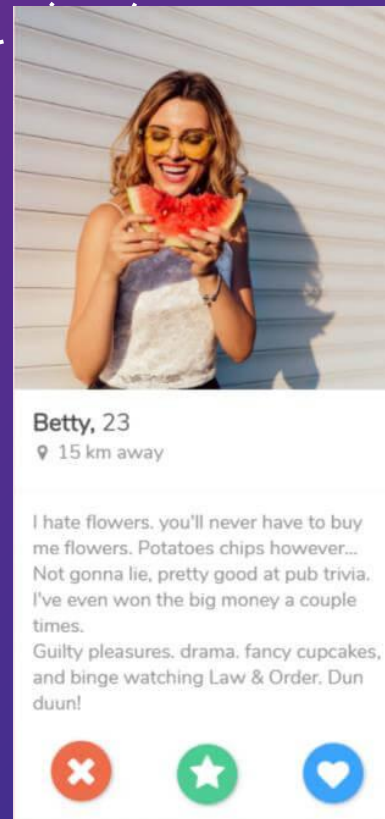 Betty, 23
15 km away
I hate flowers. you'll never have to buy
me flowers. Potatoes chips however...
Not gonna lie, pretty good at pub trivia.
I've even won the big money a couple
times.
Guilty pleasures. drama. fancy cupcakes,
and binge watching Law & Order. Dun
duun!